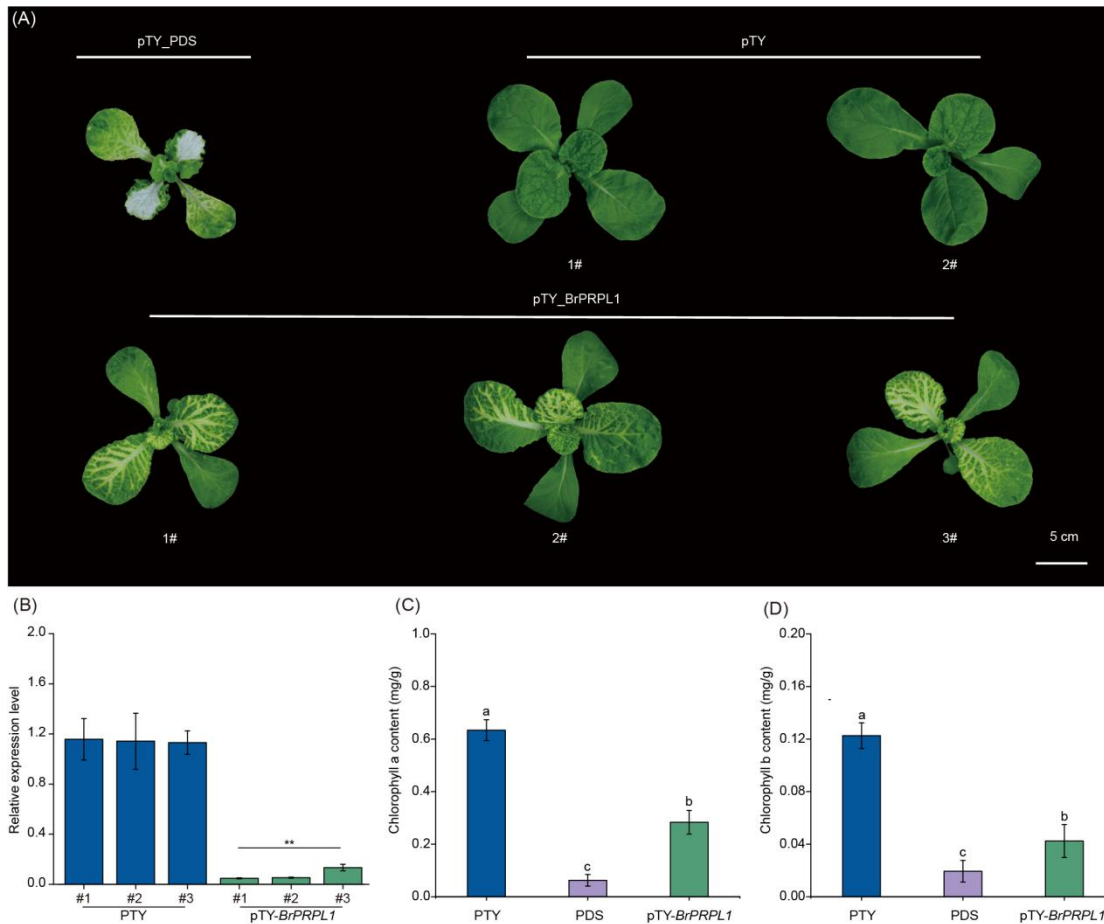 (A)
pTY_PDS
pTY
1#
2#
pTY_BrPRPL1
1#
2#
3#
5 cm
(B)
Relative expression level
2.0
1.6
1.2
0.8
0.4
0.0
**
#1
#2
#3
#1
#2
#3
PTY
pTY-BrPRPL1
(C)
Chlorophyll a content (mg/g)
1.0
0.8
0.6
0.4
0.2
0.0
a
c
b
PTY
PDS
pTY-BrPRPL1
(D)
Chlorophyll b content (mg/g)
0.20
0.16
0.12
0.08
0.04
0.00
-
a
c
b
PTY
PDS
pTY-BrPRPL1